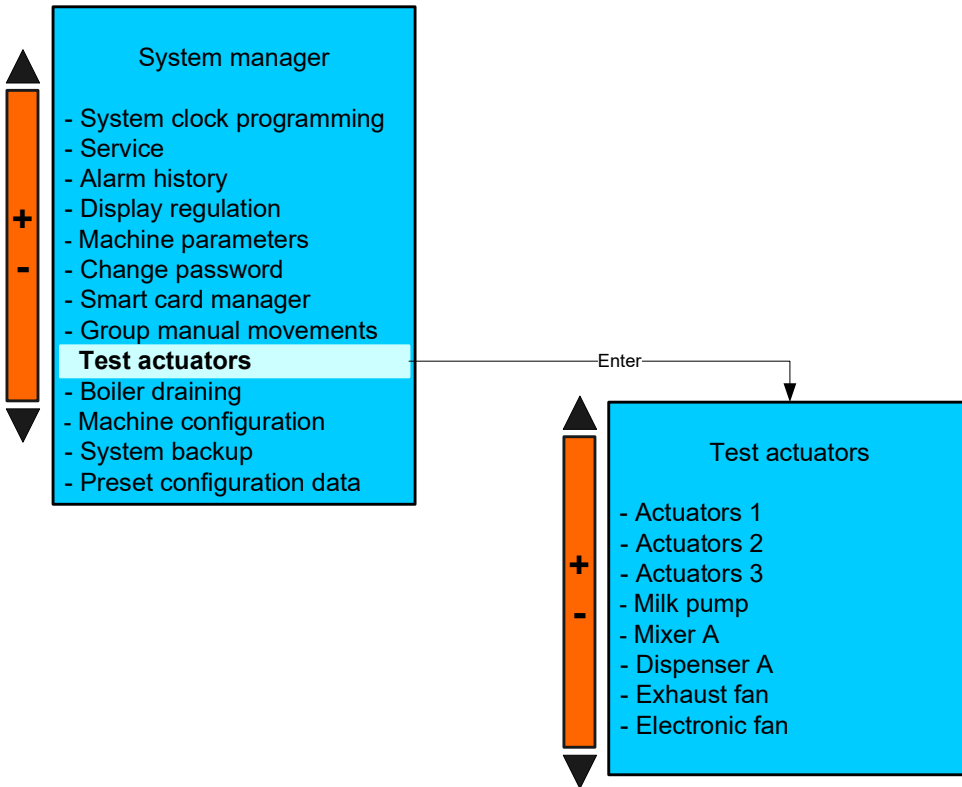 System manager
- System clock programming
- Service
- Alarm history
- Display regulation
+
- Machine parameters
-
- Change password
- Smart card manager
- Group manual movements
Test actuators
Enter
- Boiler draining
- Machine configuration
- System backup
- Preset configuration data
Test actuators
- Actuators 1
- Actuators 2
- Actuators 3
+
- Milk pump
-
- Mixer A
- Dispenser A
- Exhaust fan
- Electronic fan